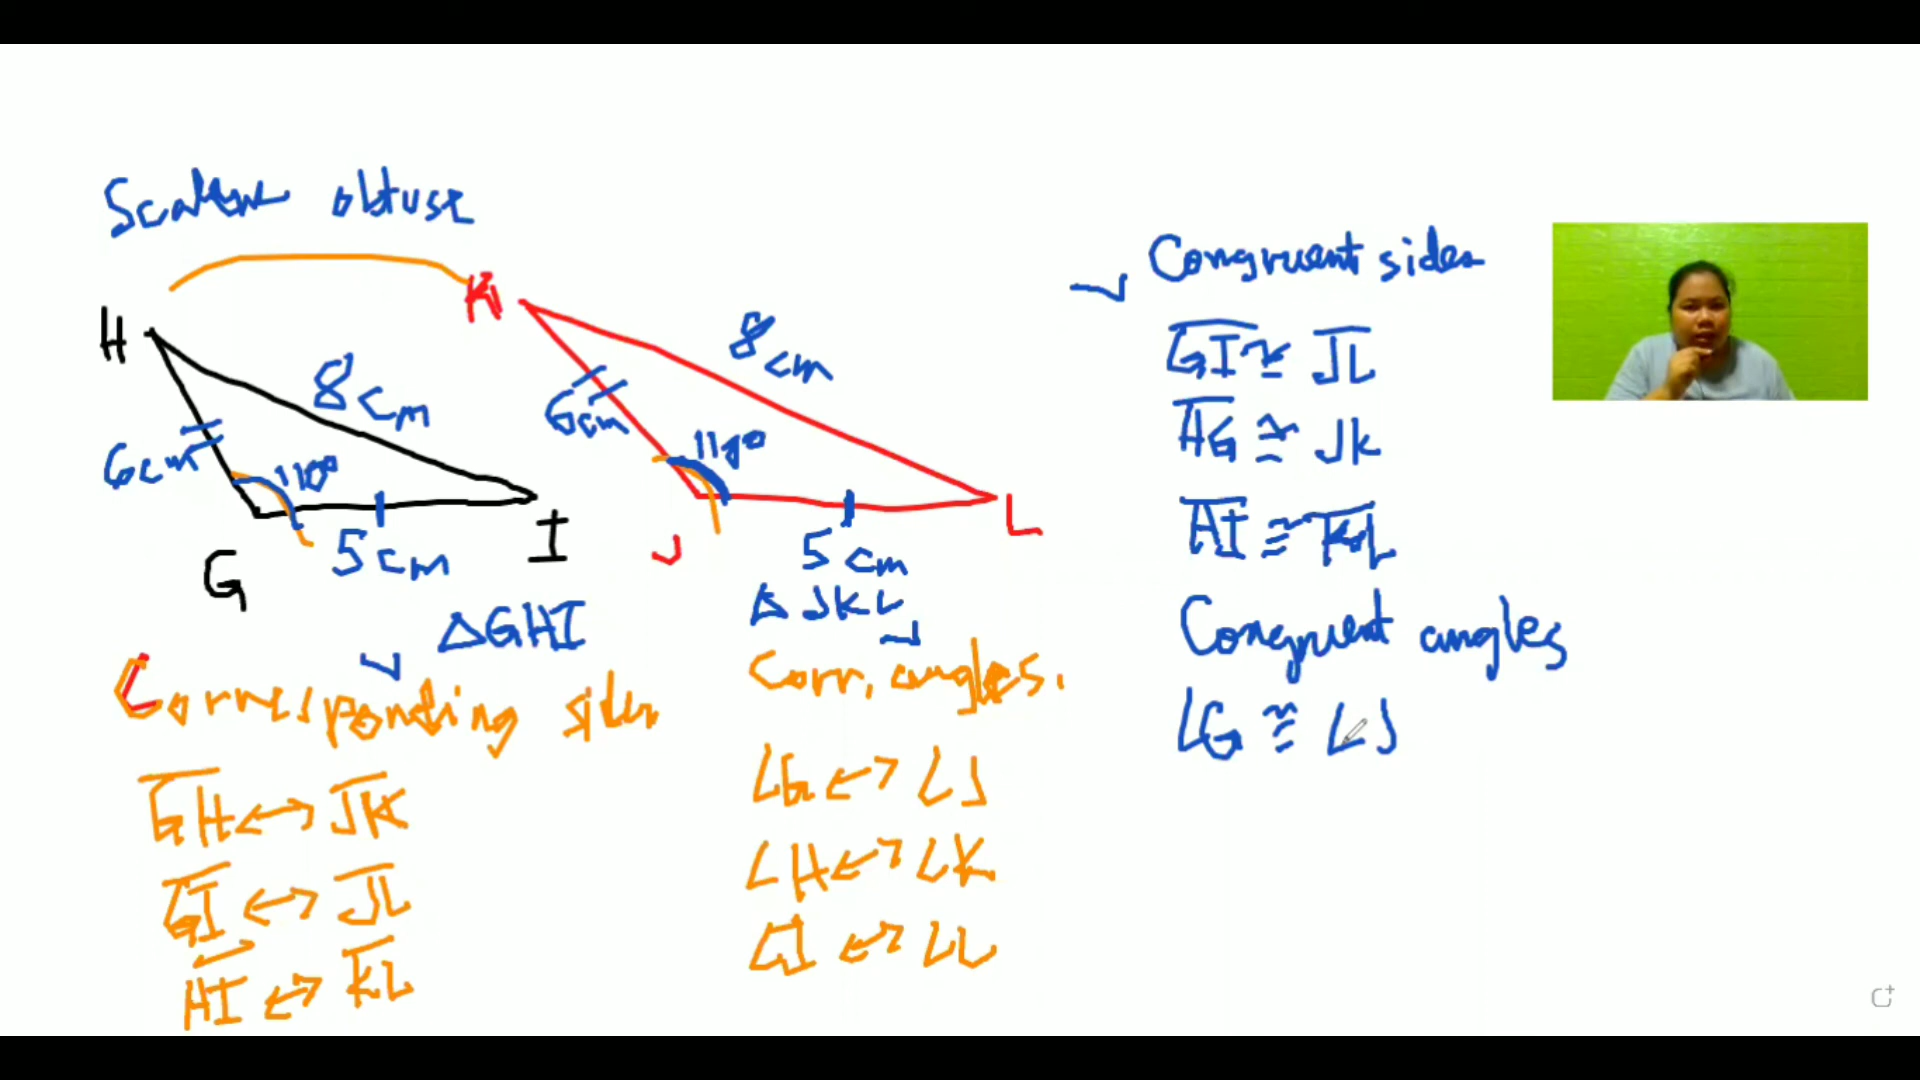 Scalene obtuse
H
K
8 cm
8 cm
6cm
6cm
110°
110°
G
5 cm
I
J
5 cm
L
△GHI
△JKL
Corresponding sides
GH ↔ JK
GI ↔ JL
HI ↔ KL
Corr. angles.
∠G ↔ ∠J
∠H ↔ ∠K
∠I ↔ ∠L
Congruent sides
GI ≅ JL
HG ≅ JK
HI ≅ KL
Congruent angles
∠G ≅ ∠J